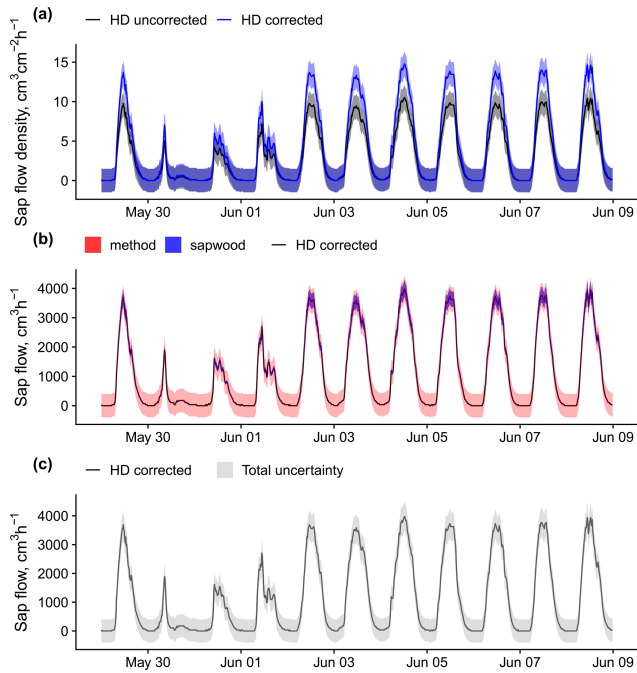 (a)
HD uncorrected HD corrected
Sap flow density, cm³cm⁻²h⁻¹
15
10
5
0
May 30 Jun 01 Jun 03 Jun 05 Jun 07 Jun 09
(b)
method sapwood HD corrected
Sap flow, cm³h⁻¹
4000
3000
2000
1000
0
May 30 Jun 01 Jun 03 Jun 05 Jun 07 Jun 09
(c)
HD corrected Total uncertainty
Sap flow, cm³h⁻¹
4000
3000
2000
1000
0
May 30 Jun 01 Jun 03 Jun 05 Jun 07 Jun 09